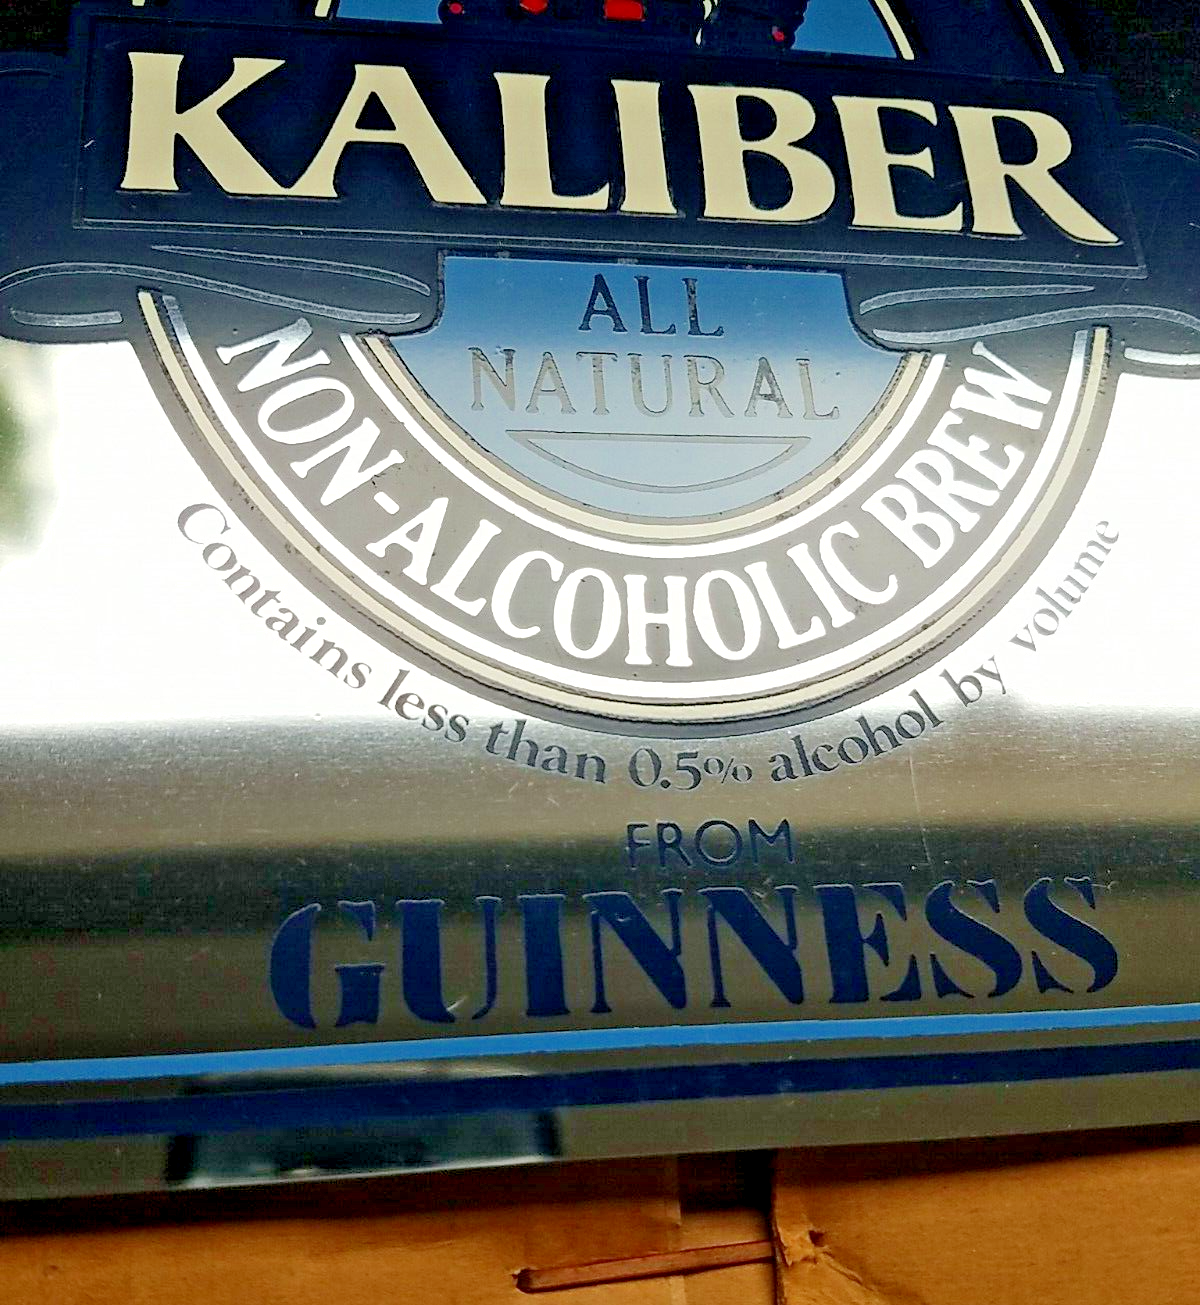 KALIBER
ALL
NATURAL
NON-ALCOHOLIC BREW
Contains less than 0.5% alcohol by volume
FROM
GUINNESS